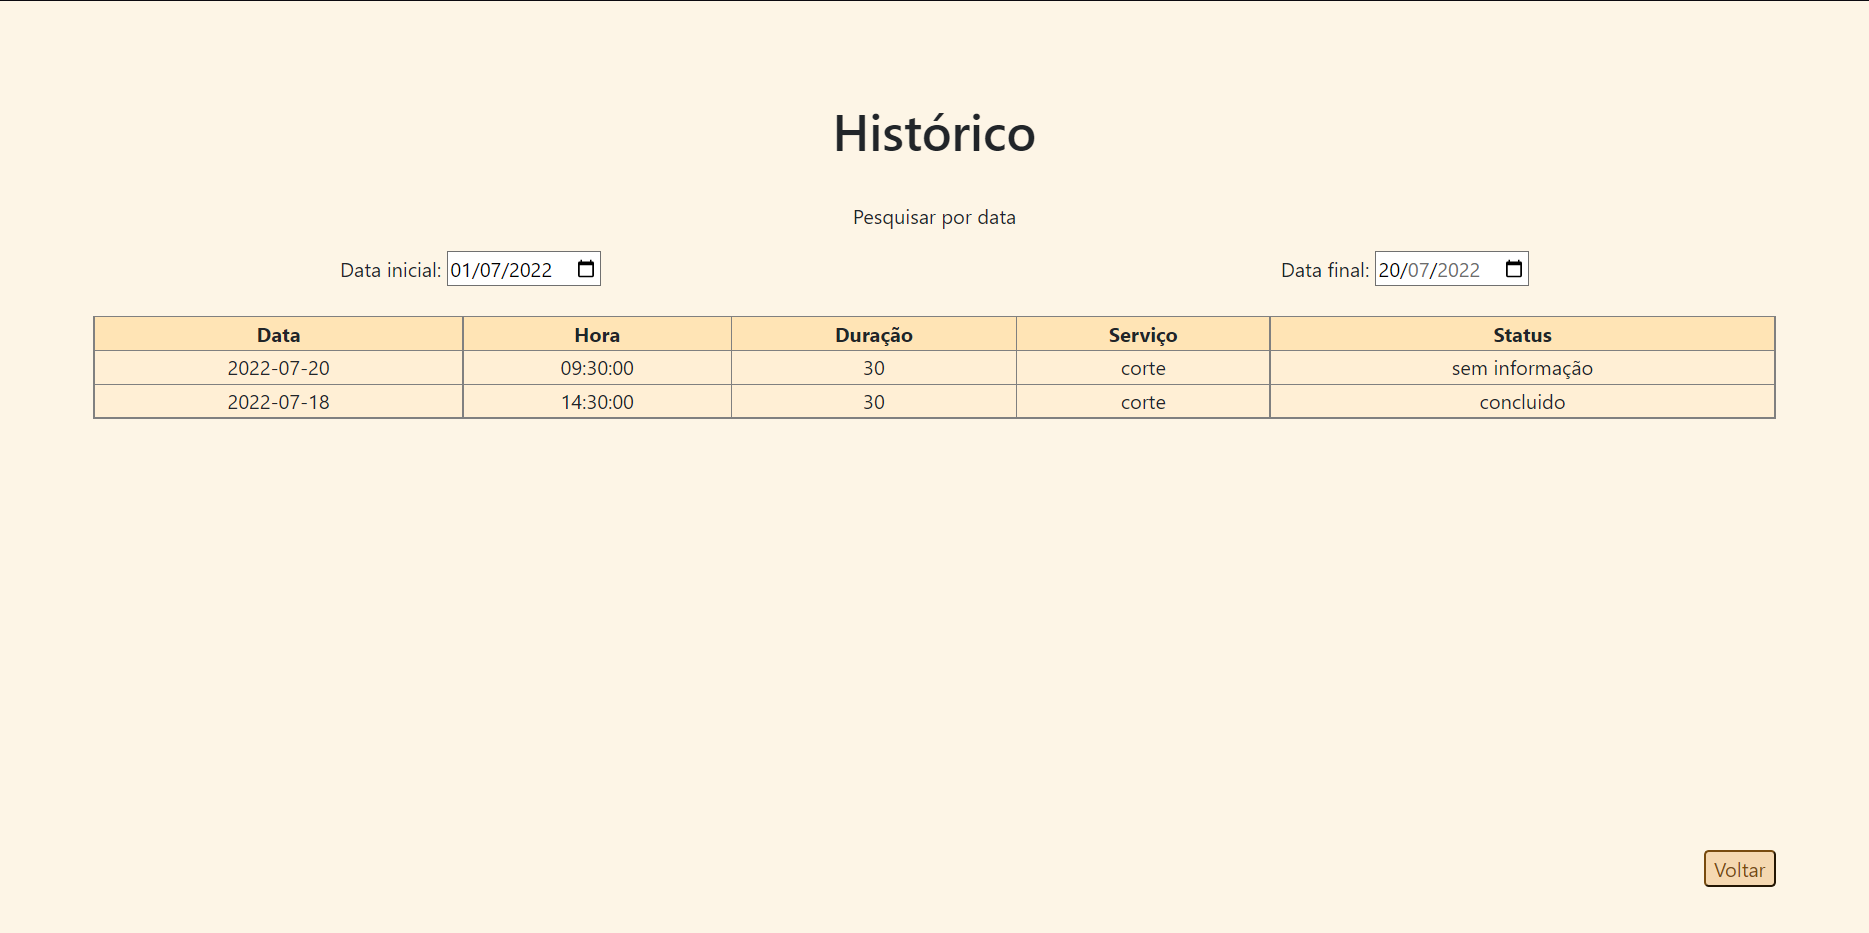 Histórico
Pesquisar por data
Data inicial: 01/07/2022 Data final: 20/07/2022
Data Hora Duração Serviço Status
2022-07-20 09:30:00 30 corte sem informação
2022-07-18 14:30:00 30 corte concluido
Voltar